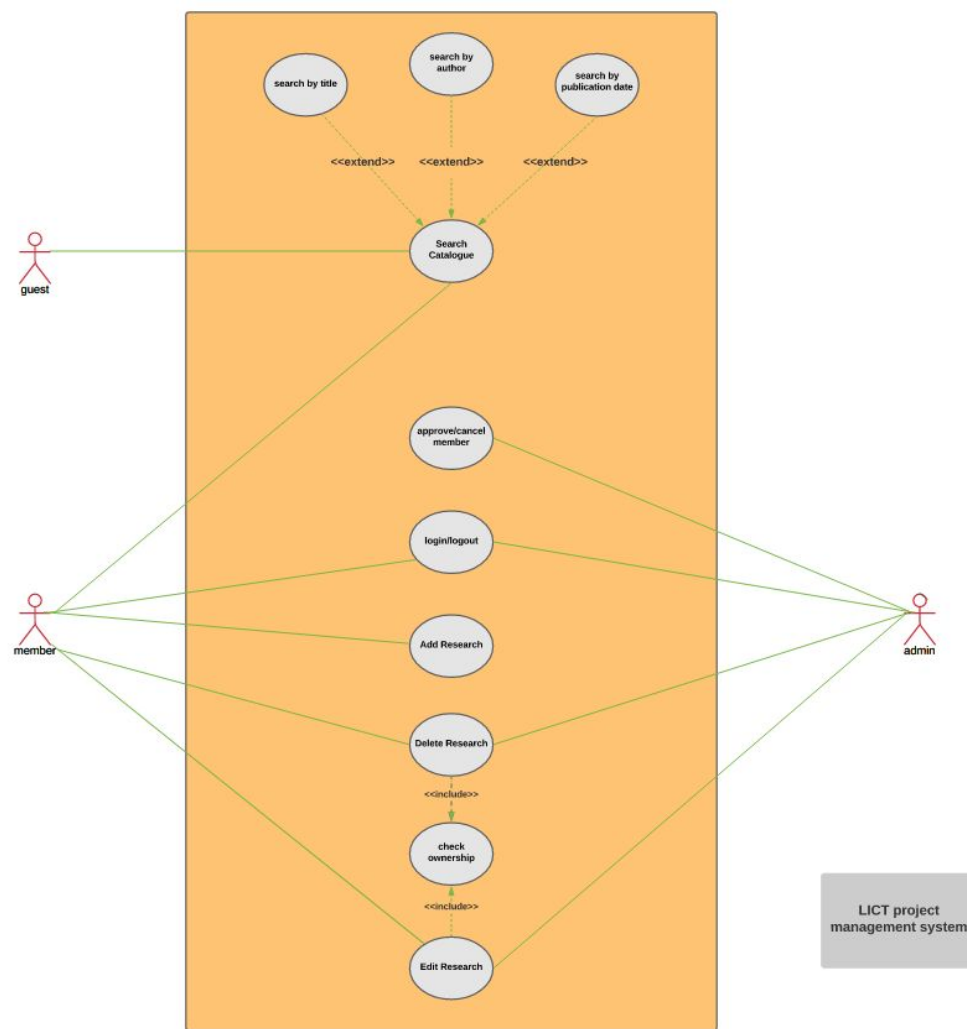 search by
author
search by title
search by
publication date
<<extend>>
<<extend>>
<<extend>>
Search
Catalogue
guest
approve/cancel
member
login/logout
member
Add Research
admin
Delete Research
<<include>>
check
ownership
<<include>>
LICT project
management system
Edit Research